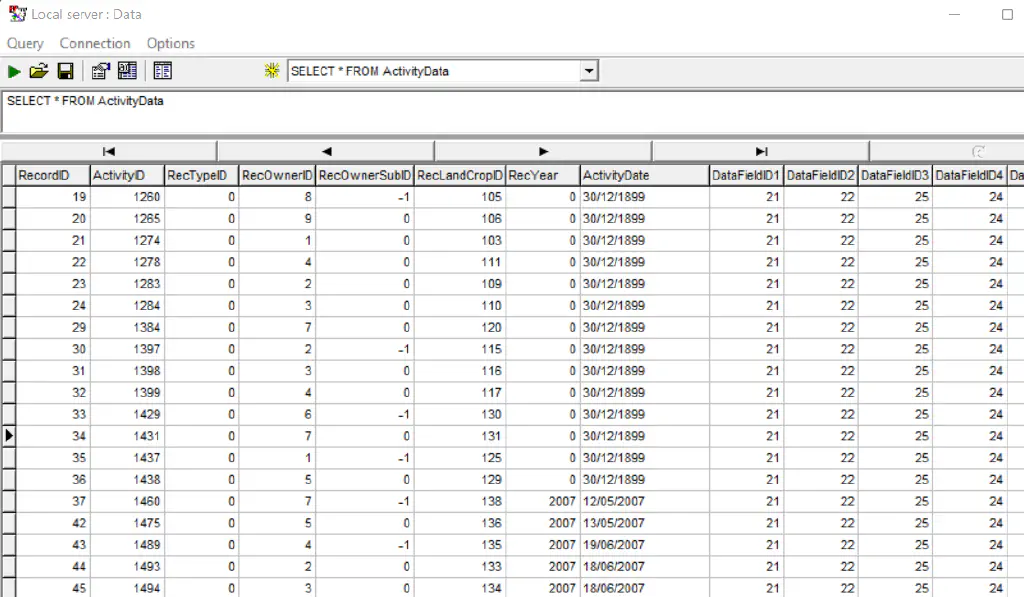 Local server : Data
Query Connection Options
SELECT * FROM ActivityData
SELECT * FROM ActivityData
RecordID ActivityID RecTypeID RecOwnerID RecOwnerSubID RecLandCropID RecYear ActivityDate DataFieldID1 DataFieldID2 DataFieldID3 DataFieldID4 Da
19 1260 0 8 -1 105 0 30/12/1899 21 22 25 24
20 1265 0 9 0 106 0 30/12/1899 21 22 25 24
21 1274 0 1 0 103 0 30/12/1899 21 22 25 24
22 1278 0 4 0 111 0 30/12/1899 21 22 25 24
23 1283 0 2 0 109 0 30/12/1899 21 22 25 24
24 1284 0 3 0 110 0 30/12/1899 21 22 25 24
29 1384 0 7 0 120 0 30/12/1899 21 22 25 24
30 1397 0 2 -1 115 0 30/12/1899 21 22 25 24
31 1398 0 3 0 116 0 30/12/1899 21 22 25 24
32 1399 0 4 0 117 0 30/12/1899 21 22 25 24
33 1429 0 6 -1 130 0 30/12/1899 21 22 25 24
34 1431 0 7 0 131 0 30/12/1899 21 22 25 24
35 1437 0 1 -1 125 0 30/12/1899 21 22 25 24
36 1438 0 5 0 129 0 30/12/1899 21 22 25 24
37 1460 0 7 -1 138 2007 12/05/2007 21 22 25 24
42 1475 0 5 0 136 2007 13/05/2007 21 22 25 24
43 1489 0 4 -1 135 2007 19/06/2007 21 22 25 24
44 1493 0 2 0 133 2007 18/06/2007 21 22 25 24
45 1494 0 3 0 134 2007 18/06/2007 21 22 25 24